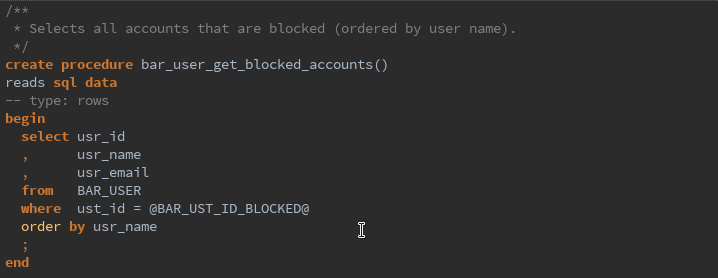 /**
 * Selects all accounts that are blocked (ordered by user name).
 */
create procedure bar_user_get_blocked_accounts()
reads sql data
-- type: rows
begin
  select usr_id
  ,      usr_name
  ,      usr_email
  from   BAR_USER
  where  ust_id = @BAR_UST_ID_BLOCKED@
  order by usr_name
  ;
end